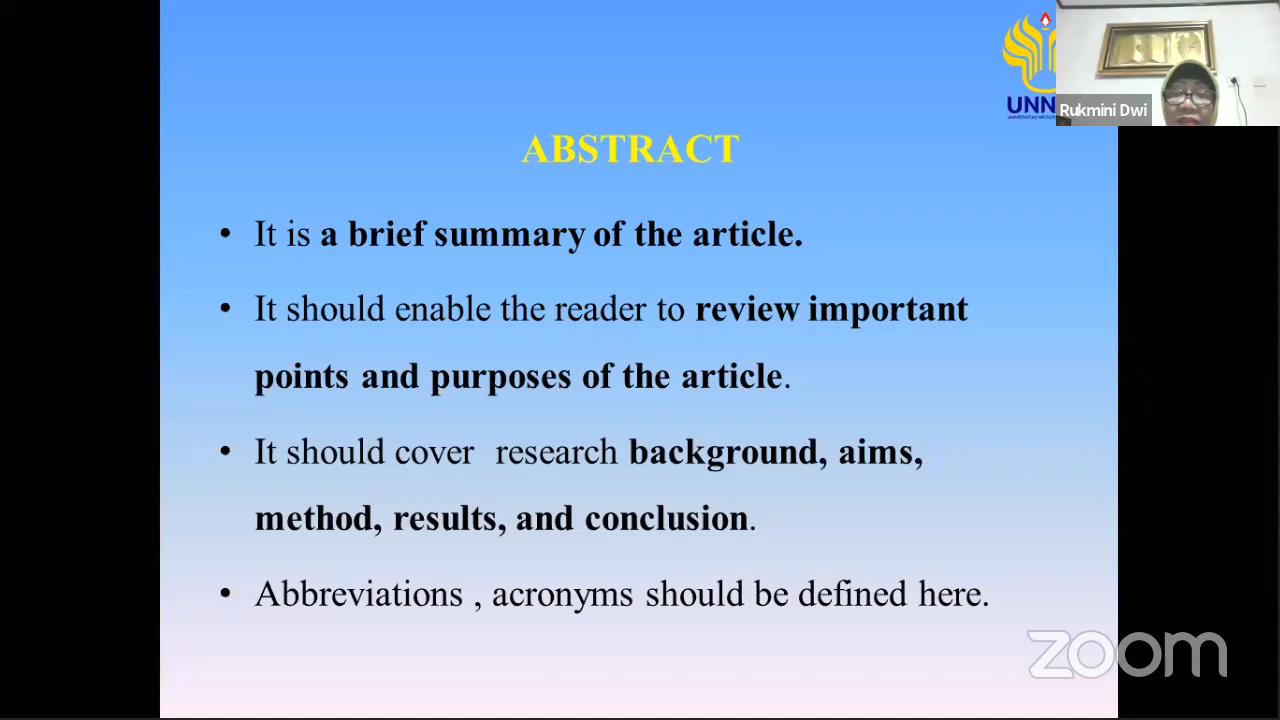 UNN
Rukmini Dwi
ABSTRACT
• It is a brief summary of the article.
• It should enable the reader to review important
points and purposes of the article.
• It should cover research background, aims,
method, results, and conclusion.
• Abbreviations , acronyms should be defined here.
zoom